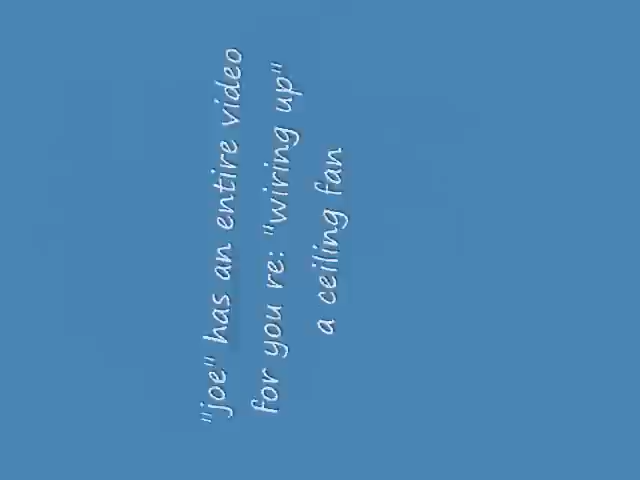 "joe" has an entire video
for you re: "wiring up"
a ceiling fan